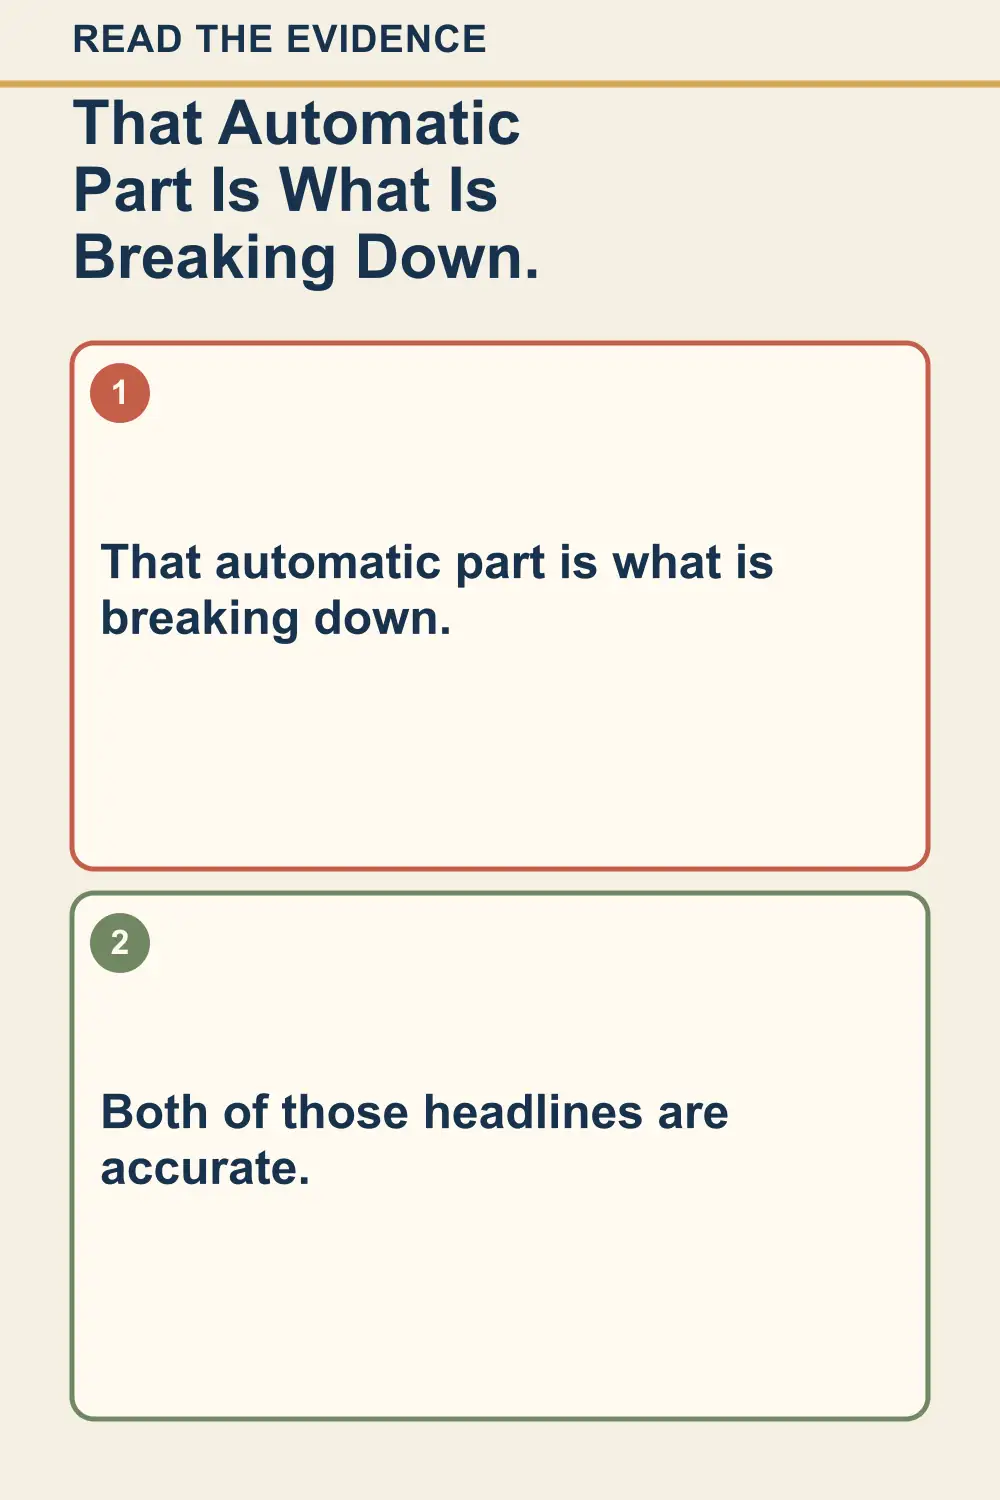 READ THE EVIDENCE
That Automatic
Part Is What Is
Breaking Down.
1
That automatic part is what is
breaking down.
2
Both of those headlines are
accurate.